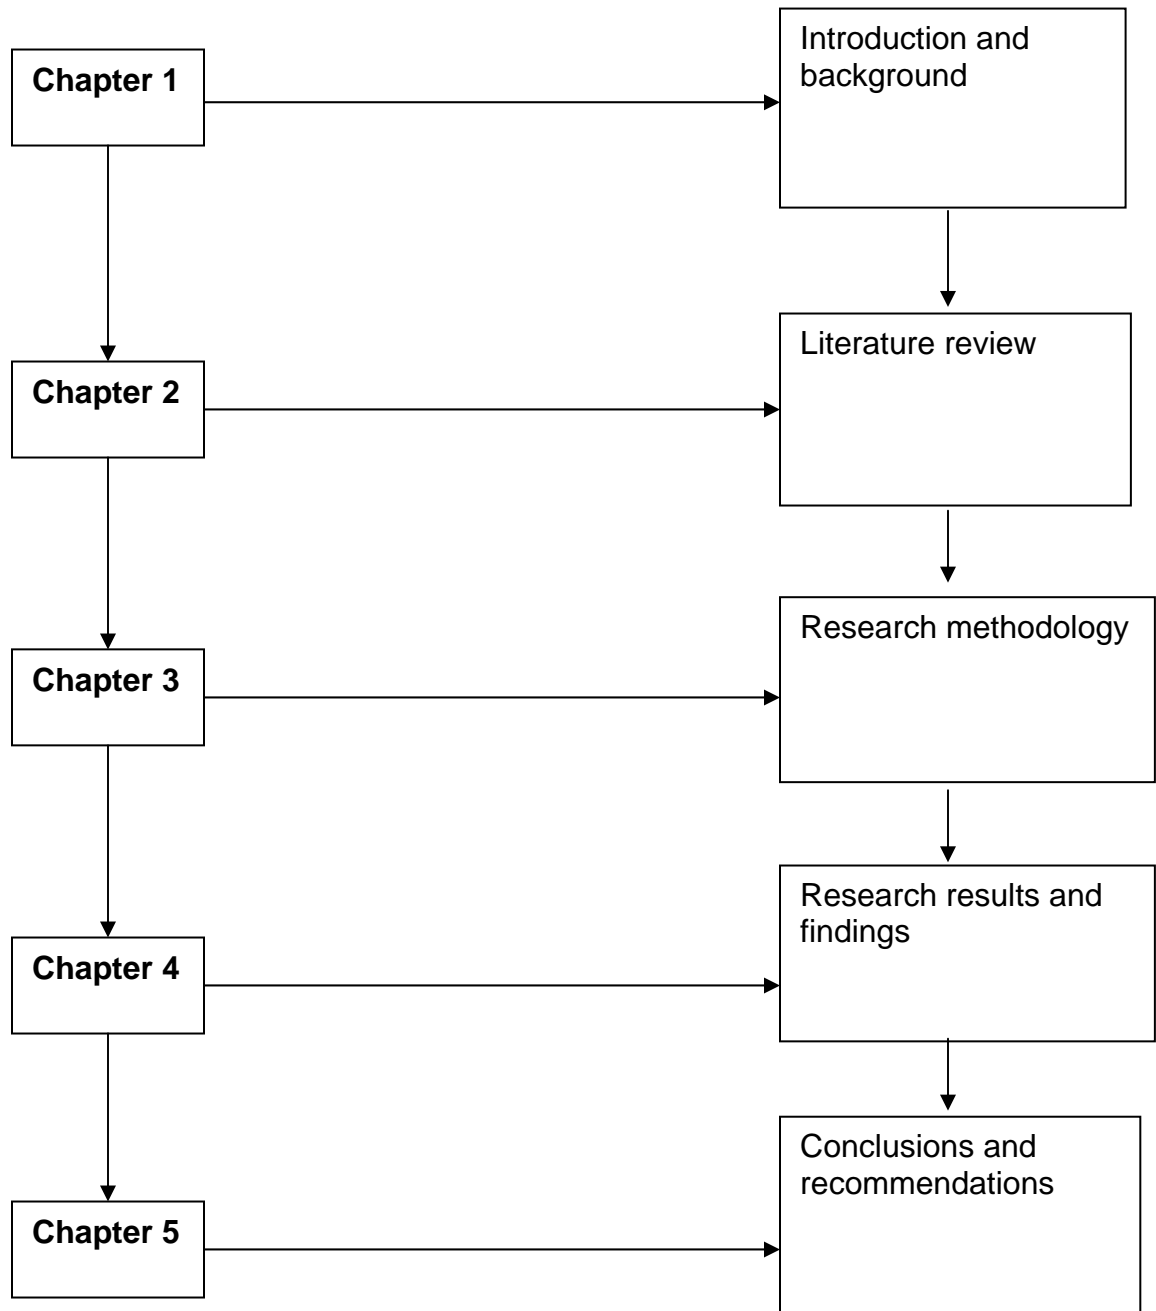 Chapter 1
Introduction and
background
Chapter 2
Literature review
Chapter 3
Research methodology
Chapter 4
Research results and
findings
Chapter 5
Conclusions and
recommendations